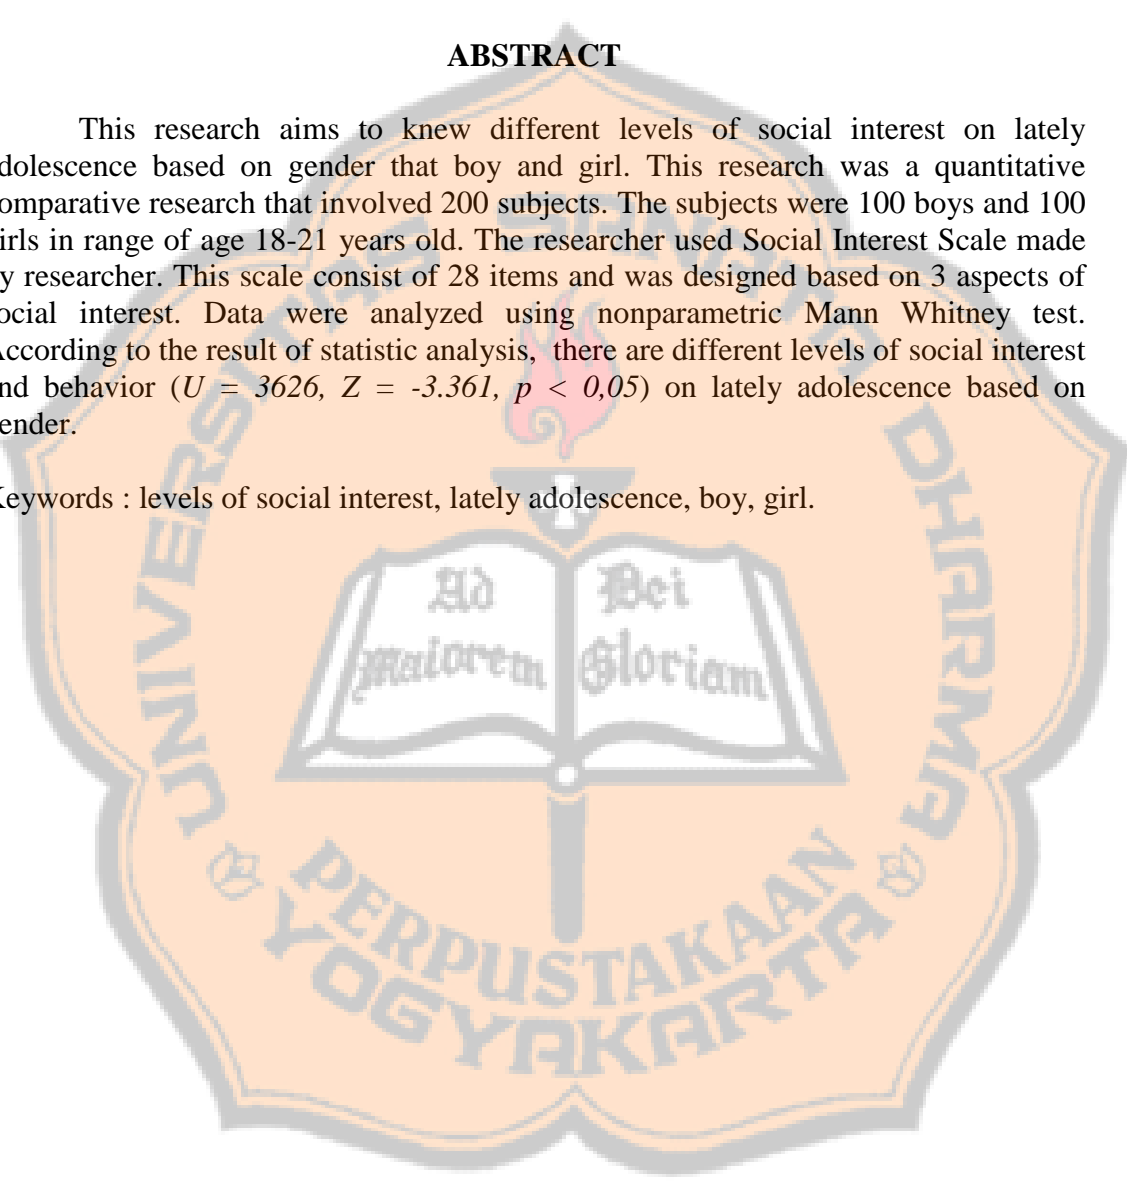 ABSTRACT
This research aims to knew different levels of social interest on lately
dolescence based on gender that boy and girl. This research was a quantitative
omparative research that involved 200 subjects. The subjects were 100 boys and 100
irls in range of age 18-21 years old. The researcher used Social Interest Scale made
y researcher. This scale consist of 28 items and was designed based on 3 aspects of
ocial interest. Data were analyzed using nonparametric Mann Whitney test.
According to the result of statistic analysis, there are different levels of social interest
nd behavior (U = 3626, Z = -3.361, p < 0,05) on lately adolescence based on
ender.
Keywords : levels of social interest, lately adolescence, boy, girl.
UNIVERSITAS SANATA DHARMA
Ad
maiorem
Dei
Gloriam
PERPUSTAKAAN
YOGYAKARTA